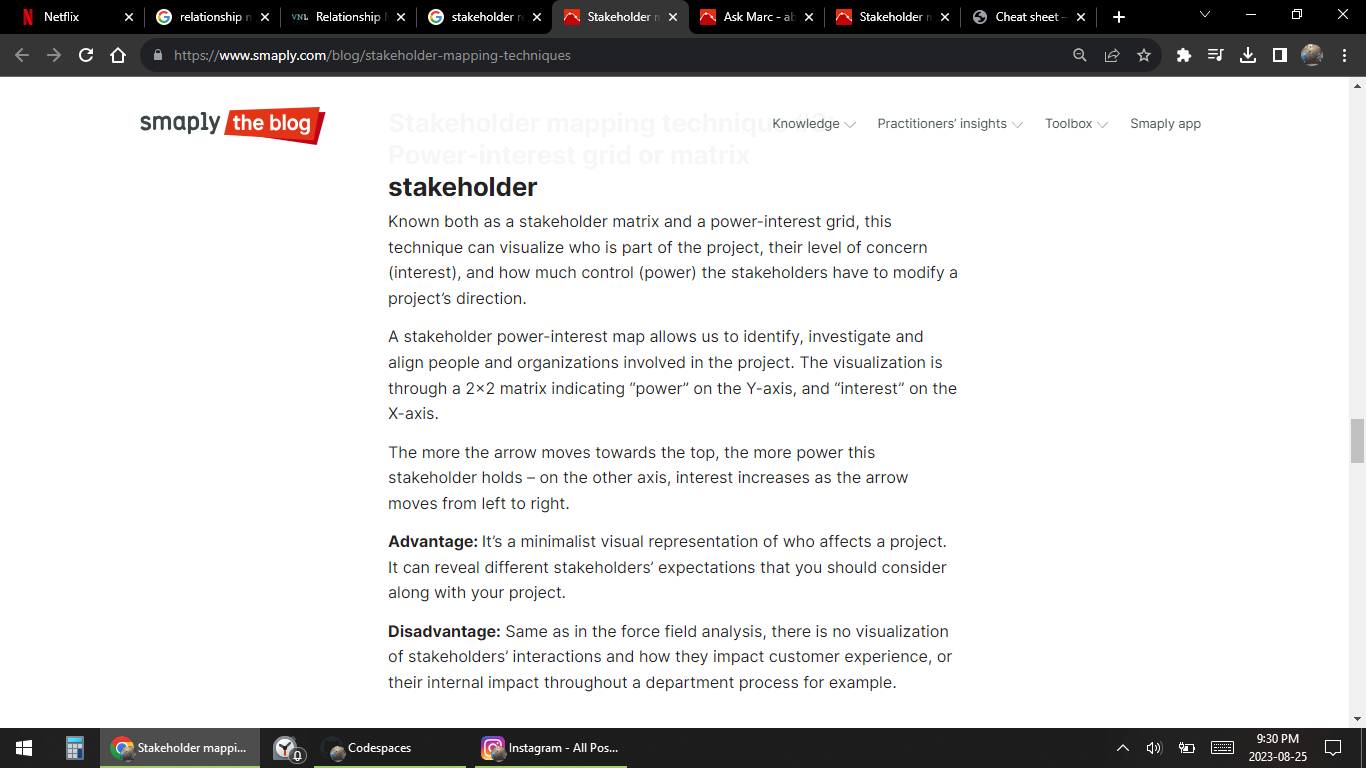 Netflix
relationship n
VNL Relationship
stakeholder re
Stakeholder m
Ask Marc - ab
Stakeholder m
Cheat sheet –
https://www.smaply.com/blog/stakeholder-mapping-techniques
smaply the blog
Knowledge
Practitioners’ insights
Toolbox
Smaply app
Stakeholder mapping technique
Power-interest grid or matrix
stakeholder
Known both as a stakeholder matrix and a power-interest grid, this
technique can visualize who is part of the project, their level of concern
(interest), and how much control (power) the stakeholders have to modify a
project’s direction.
A stakeholder power-interest map allows us to identify, investigate and
align people and organizations involved in the project. The visualization is
through a 2×2 matrix indicating “power” on the Y-axis, and “interest” on the
X-axis.
The more the arrow moves towards the top, the more power this
stakeholder holds – on the other axis, interest increases as the arrow
moves from left to right.
Advantage: It’s a minimalist visual representation of who affects a project.
It can reveal different stakeholders’ expectations that you should consider
along with your project.
Disadvantage: Same as in the force field analysis, there is no visualization
of stakeholders’ interactions and how they impact customer experience, or
their internal impact throughout a department process for example.
Stakeholder mappi...
0
Codespaces
Instagram - All Pos...
9:30 PM
2023-08-25